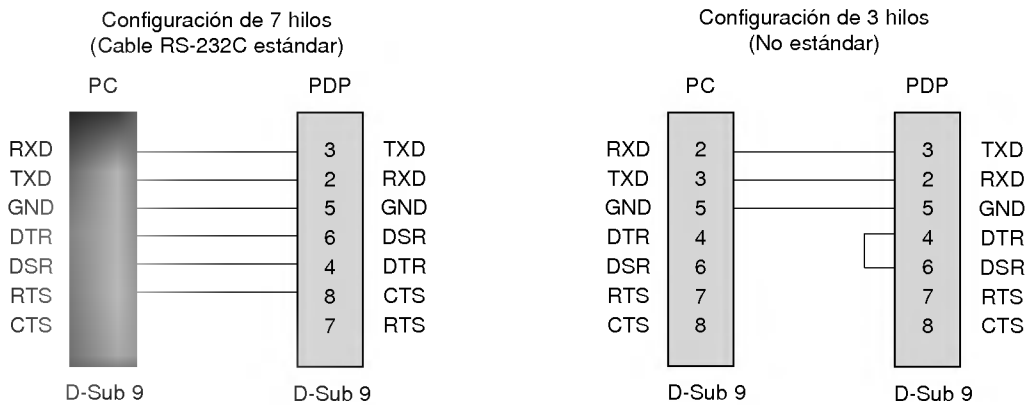 Configuración de 7 hilos
(Cable RS-232C estándar)
PC PDP
RXD 3 TXD
TXD 2 RXD
GND 5 GND
DTR 6 DSR
DSR 4 DTR
RTS 8 CTS
CTS 7 RTS
D-Sub 9 D-Sub 9
Configuración de 3 hilos
(No estándar)
PC PDP
RXD 2 3 TXD
TXD 3 2 RXD
GND 5 5 GND
DTR 4 4 DTR
DSR 6 6 DSR
RTS 7 7 RTS
CTS 8 8 CTS
D-Sub 9 D-Sub 9